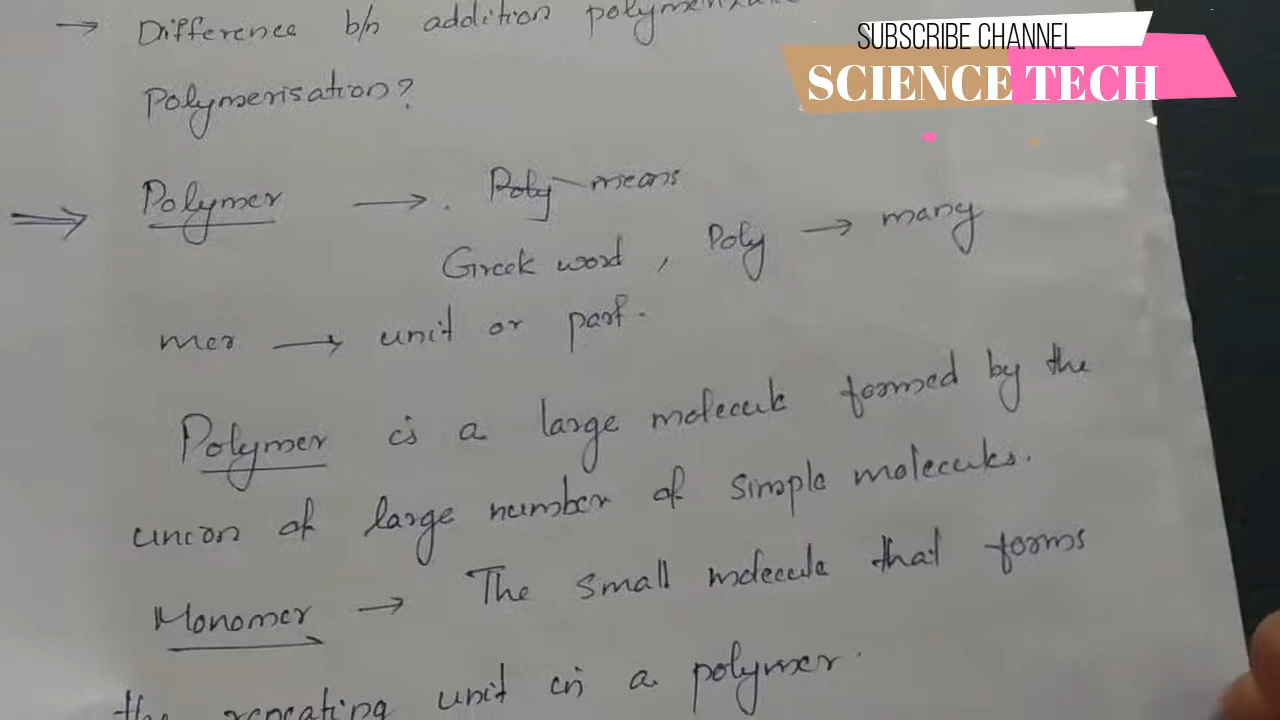 → Difference b/n addition
Polymerisation?
SUBSCRIBE CHANNEL
SCIENCE TECH
⇒ Polymer → . Poly means
Greek word , Poly → many
mer → unit or part.
Polymer is a large molecule formed by the
union of large number of simple molecules.
Monomer → The small molecule that forms
the repeating unit in a polymer.